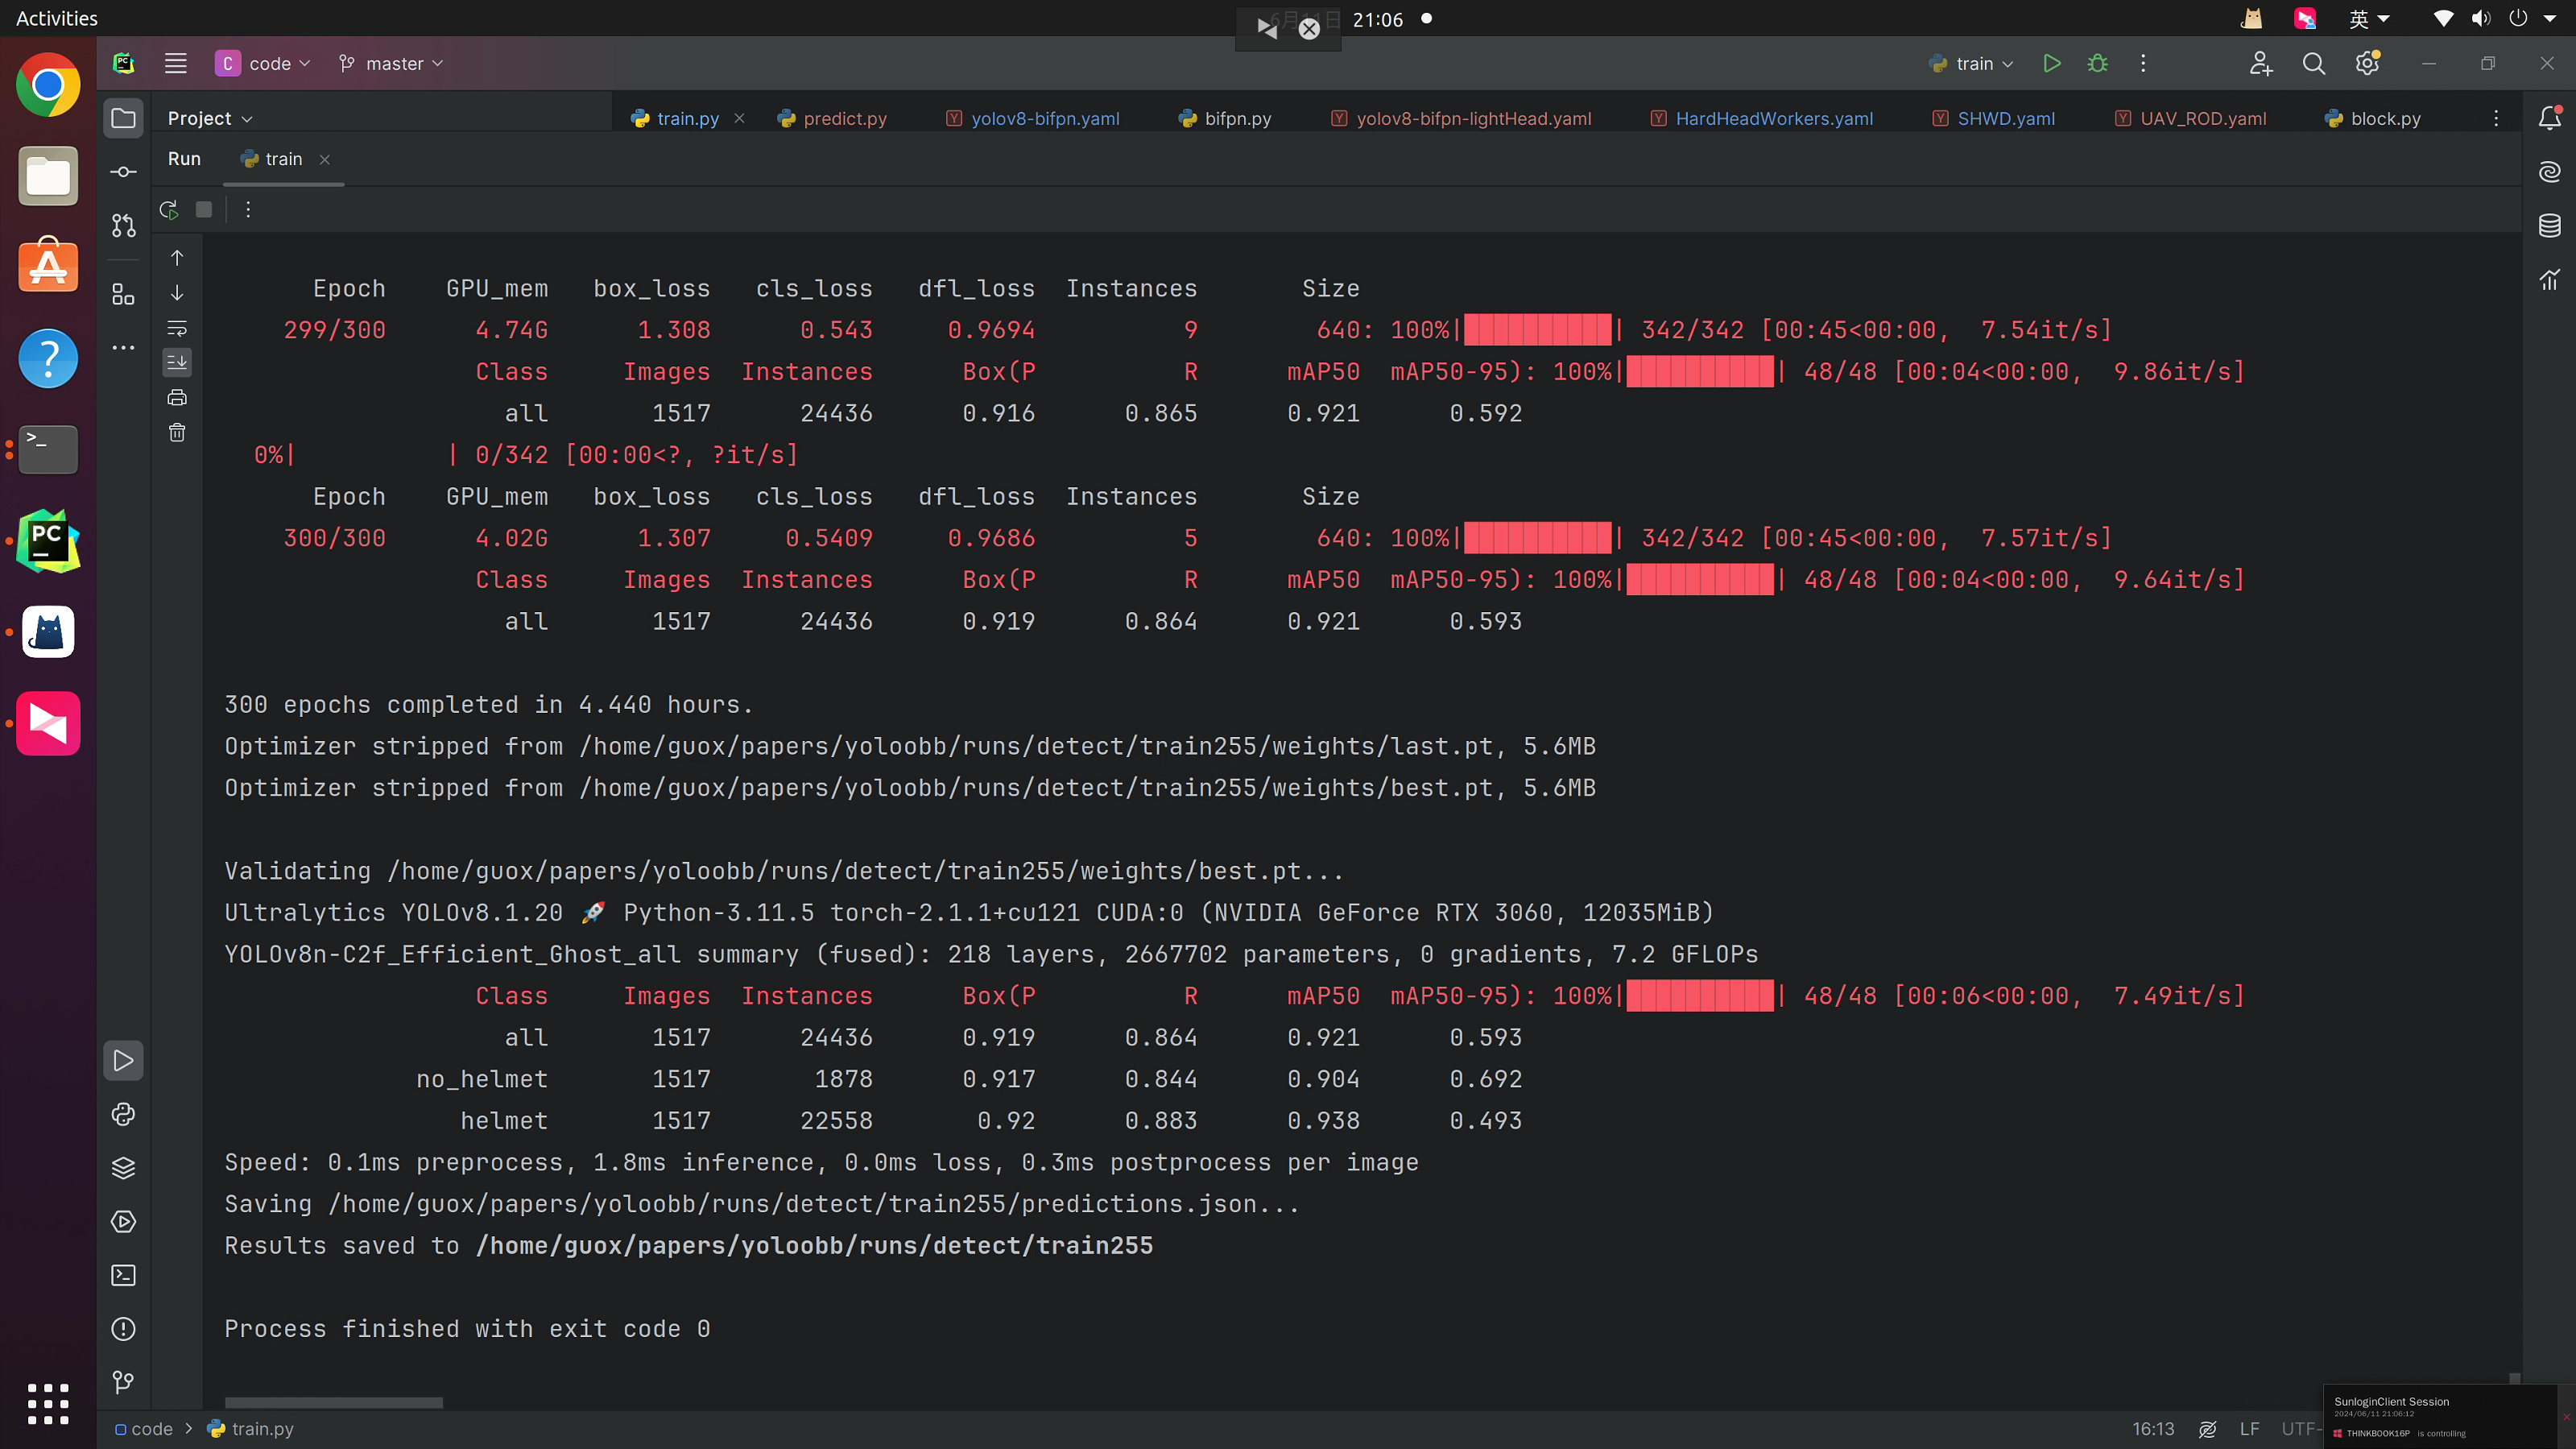 Activities
6月11日 21:06
英
code master train
Project train.py predict.py yolov8-bifpn.yaml bifpn.py yolov8-bifpn-lightHead.yaml HardHeadWorkers.yaml SHWD.yaml UAV_ROD.yaml block.py
Run train
Epoch GPU_mem box_loss cls_loss dfl_loss Instances Size
299/300 4.74G 1.308 0.543 0.9694 9 640: 100%|██████████| 342/342 [00:45<00:00, 7.54it/s]
Class Images Instances Box(P R mAP50 mAP50-95): 100%|██████████| 48/48 [00:04<00:00, 9.86it/s]
all 1517 24436 0.916 0.865 0.921 0.592
0%| | 0/342 [00:00<?, ?it/s]
Epoch GPU_mem box_loss cls_loss dfl_loss Instances Size
300/300 4.02G 1.307 0.5409 0.9686 5 640: 100%|██████████| 342/342 [00:45<00:00, 7.57it/s]
Class Images Instances Box(P R mAP50 mAP50-95): 100%|██████████| 48/48 [00:04<00:00, 9.64it/s]
all 1517 24436 0.919 0.864 0.921 0.593
300 epochs completed in 4.440 hours.
Optimizer stripped from /home/guox/papers/yoloobb/runs/detect/train255/weights/last.pt, 5.6MB
Optimizer stripped from /home/guox/papers/yoloobb/runs/detect/train255/weights/best.pt, 5.6MB
Validating /home/guox/papers/yoloobb/runs/detect/train255/weights/best.pt...
Ultralytics YOLOv8.1.20 🚀 Python-3.11.5 torch-2.1.1+cu121 CUDA:0 (NVIDIA GeForce RTX 3060, 12035MiB)
YOLOv8n-C2f_Efficient_Ghost_all summary (fused): 218 layers, 2667702 parameters, 0 gradients, 7.2 GFLOPs
Class Images Instances Box(P R mAP50 mAP50-95): 100%|██████████| 48/48 [00:06<00:00, 7.49it/s]
all 1517 24436 0.919 0.864 0.921 0.593
no_helmet 1517 1878 0.917 0.844 0.904 0.692
helmet 1517 22558 0.92 0.883 0.938 0.493
Speed: 0.1ms preprocess, 1.8ms inference, 0.0ms loss, 0.3ms postprocess per image
Saving /home/guox/papers/yoloobb/runs/detect/train255/predictions.json...
Results saved to /home/guox/papers/yoloobb/runs/detect/train255
Process finished with exit code 0
code > train.py 16:13 LF UTF-
SunloginClient Session
2024/06/11 21:06:12
THINKBOOK16P is controlling